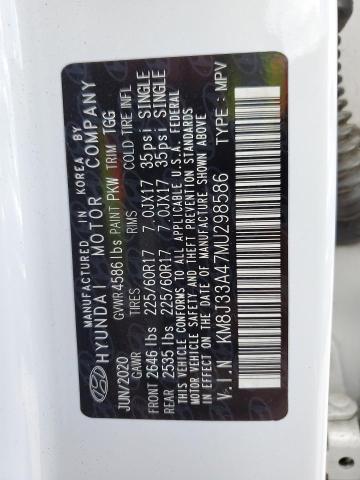 MANUFACTURED IN KOREA BY
HYUNDAI MOTOR COMPANY
GVWR 4586 lbs PAINT PKW TRIM TGG
JUN/2020 GAWR TIRES RIMS COLD TIRE INFL
FRONT 2646 lbs 225/60R17 7.0JX17 35psi SINGLE
REAR 2535 lbs 225/60R17 7.0JX17 35psi SINGLE
THIS VEHICLE CONFORMS TO ALL APPLICABLE U.S.A. FEDERAL
MOTOR VEHICLE SAFETY AND THEFT PREVENTION STANDARDS
IN EFFECT ON THE DATE OF MANUFACTURE SHOWN ABOVE
V.I.N : KM8J33A47MU298586 TYPE : MPV